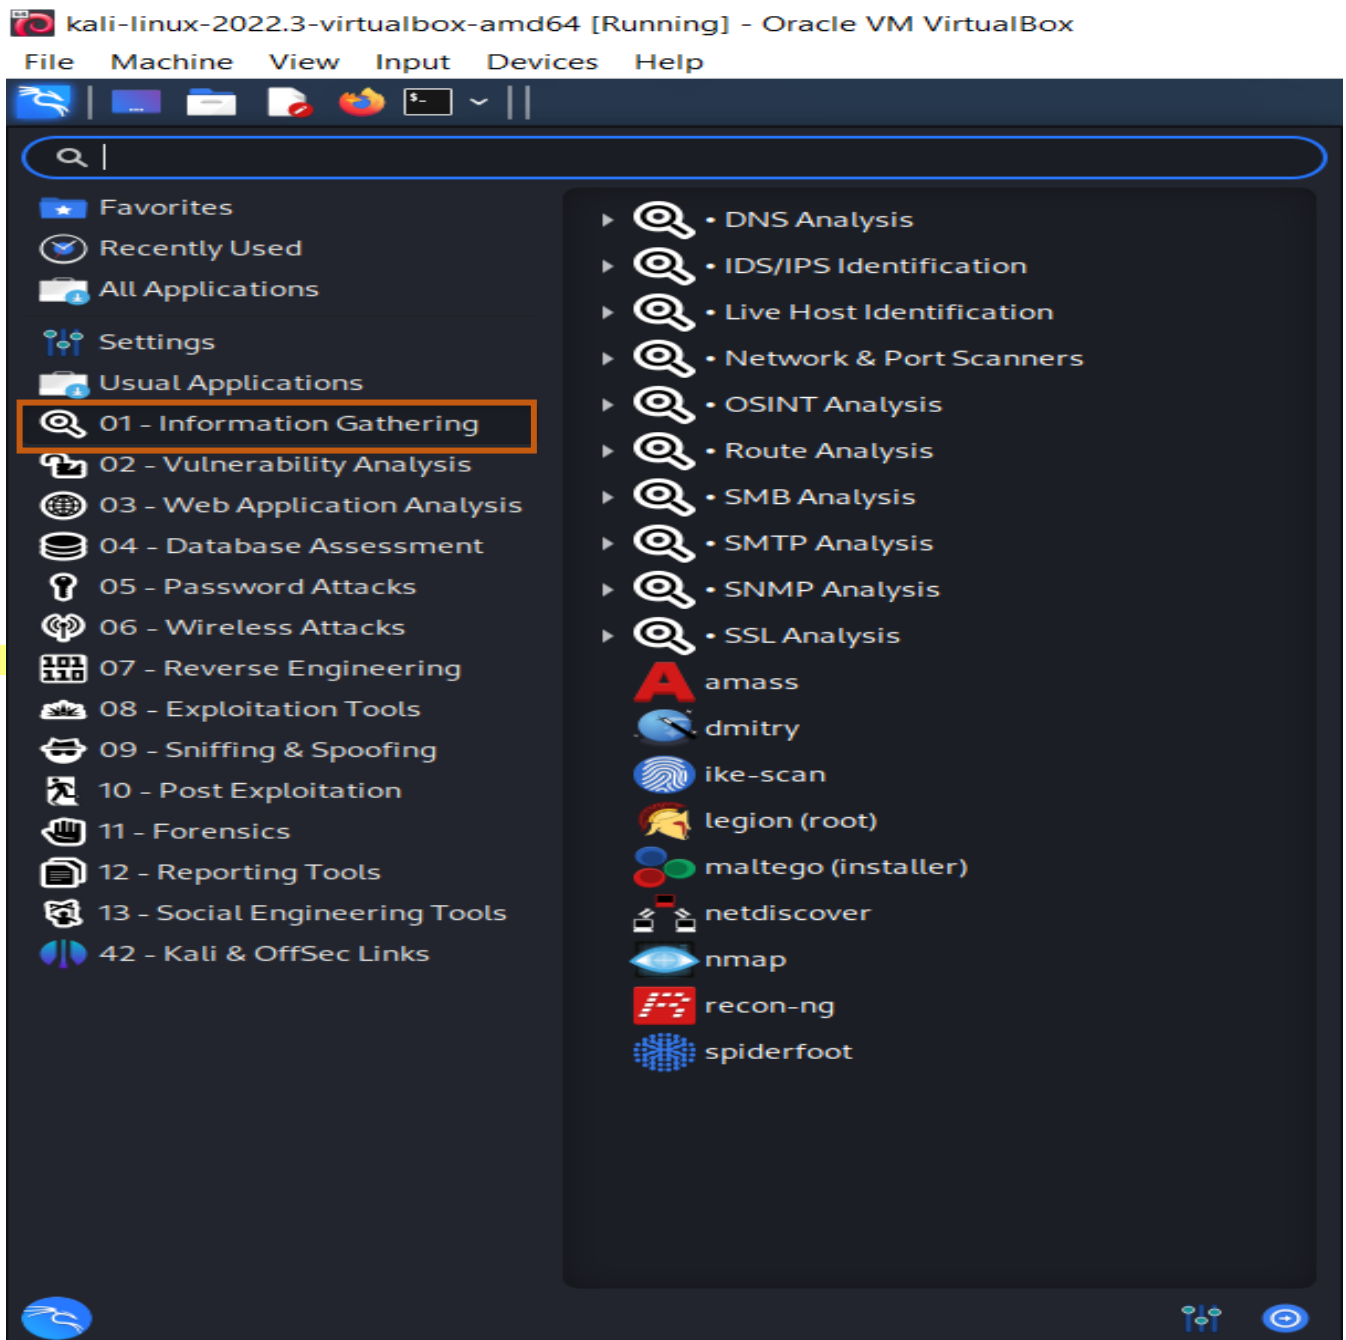 kali-linux-2022.3-virtualbox-amd64 [Running] - Oracle VM VirtualBox
File Machine View Input Devices Help
Favorites
Recently Used
All Applications
Settings
Usual Applications
01 - Information Gathering
02 - Vulnerability Analysis
03 - Web Application Analysis
04 - Database Assessment
05 - Password Attacks
06 - Wireless Attacks
07 - Reverse Engineering
08 - Exploitation Tools
09 - Sniffing & Spoofing
10 - Post Exploitation
11 - Forensics
12 - Reporting Tools
13 - Social Engineering Tools
42 - Kali & OffSec Links
• DNS Analysis
• IDS/IPS Identification
• Live Host Identification
• Network & Port Scanners
• OSINT Analysis
• Route Analysis
• SMB Analysis
• SMTP Analysis
• SNMP Analysis
• SSL Analysis
amass
dmitry
ike-scan
legion (root)
maltego (installer)
netdiscover
nmap
recon-ng
spiderfoot